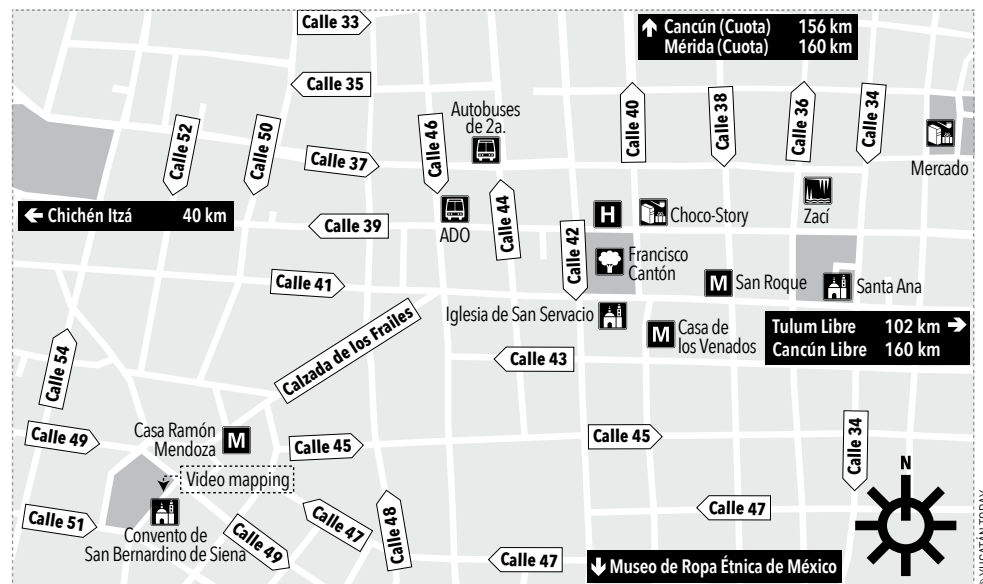 Calle 33
↑ Cancún (Cuota) 156 km
Mérida (Cuota) 160 km
Calle 35
Autobuses
de 2a.
Calle 52
Calle 50
Calle 46
Calle 40
Calle 38
Calle 36
Calle 34
Calle 37
Mercado
← Chichén Itzá 40 km
Calle 39
ADO
Calle 44
Calle 42
H
Choco-Story
Zací
Francisco
Cantón
Calle 41
M
San Roque
Santa Ana
Iglesia de San Servacio
M
Casa de
los Venados
Tulum Libre 102 km →
Cancún Libre 160 km
Calzada de los Frailes
Calle 43
Calle 54
Calle 49
Casa Ramón
Mendoza
M
Calle 45
Calle 45
Calle 34
Video mapping
N
Calle 51
Convento de
San Bernardino de Siena
Calle 49
Calle 47
Calle 48
Calle 47
Calle 47
↓ Museo de Ropa Étnica de México
YUCATÁN TODAY